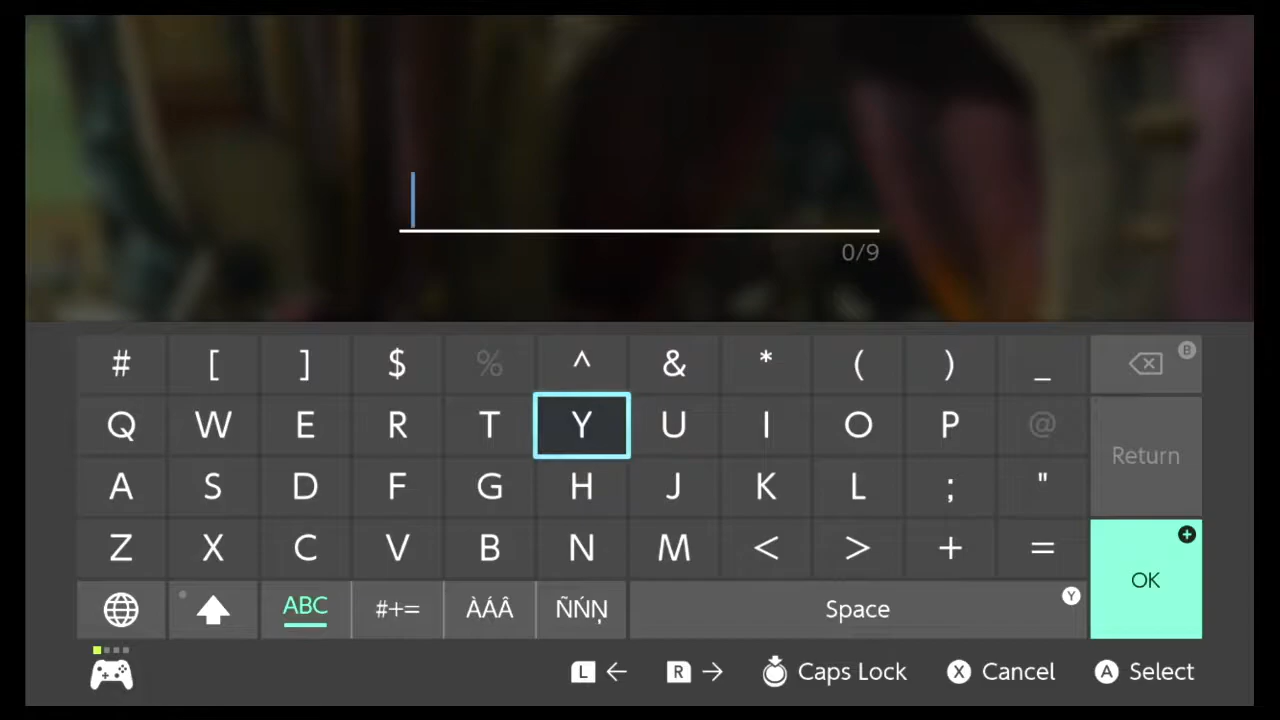 0/9
# [ ] $ % ^ & * ( ) _ B
Q W E R T Y U I O P @ Return
A S D F G H J K L ; "
Z X C V B N M < > + = OK
ABC #+= ÀÁÂ ÑŃŅ Space Y
L ← R → Caps Lock X Cancel A Select